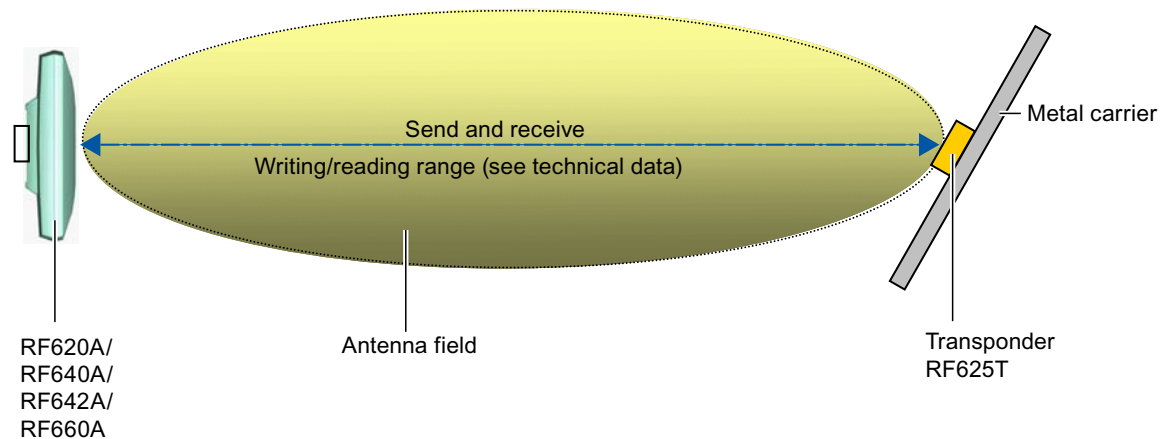 Send and receive
Writing/reading range (see technical data)
Metal carrier
Antenna field
Transponder
RF625T
RF620A/
RF640A/
RF642A/
RF660A